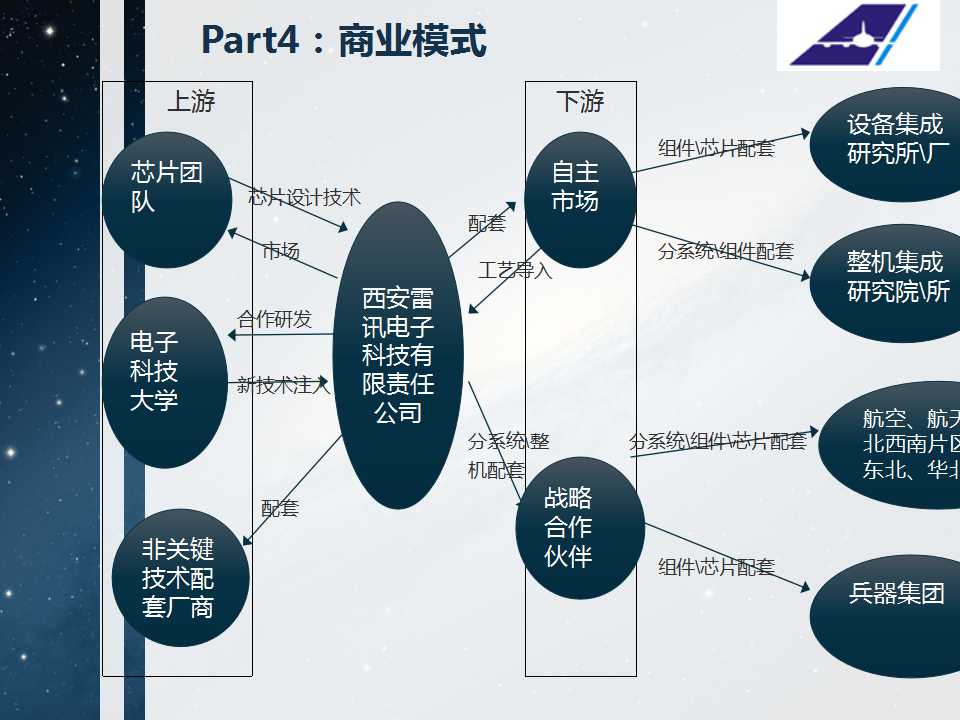 Part4：商业模式
上游
芯片团
队
芯片设计技术
市场
电子
科技
大学
合作研发
新技术注入
非关键
技术配
套厂商
配套
西安雷
讯电子
科技有
限责任
公司
下游
自主
市场
配套
工艺导入
战略
合作
伙伴
分系统\整
机配套
组件\芯片配套
设备集成
研究所\厂
分系统\组件配套
整机集成
研究院\所
分系统\组件\芯片配套
航空、航天
北西南片区
东北、华北
组件\芯片配套
兵器集团